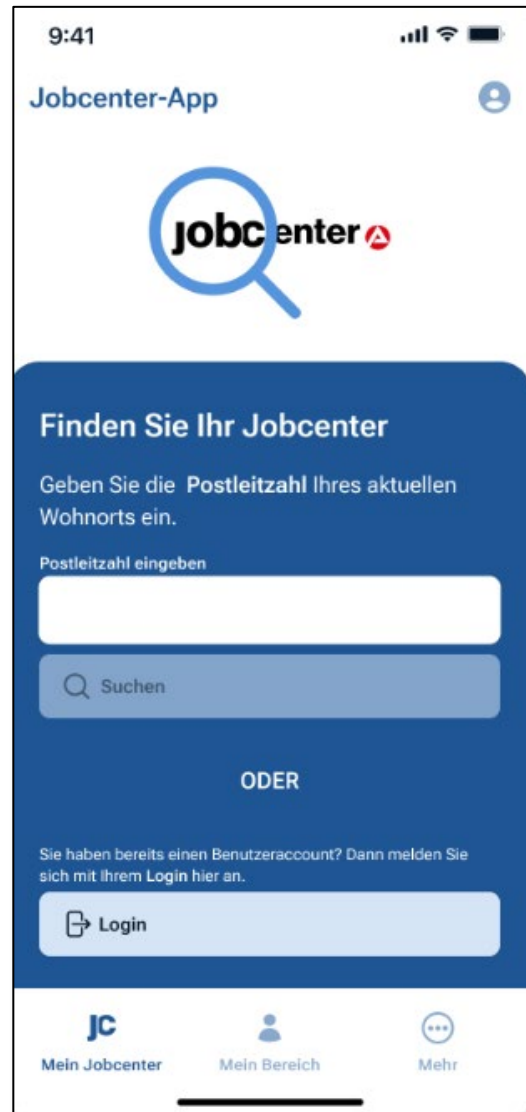 9:41
Jobcenter-App
jobcenter
Finden Sie Ihr Jobcenter
Geben Sie die Postleitzahl Ihres aktuellen
Wohnorts ein.
Postleitzahl eingeben
Suchen
ODER
Sie haben bereits einen Benutzeraccount? Dann melden Sie
sich mit Ihrem Login hier an.
Login
JC
Mein Jobcenter
Mein Bereich
Mehr